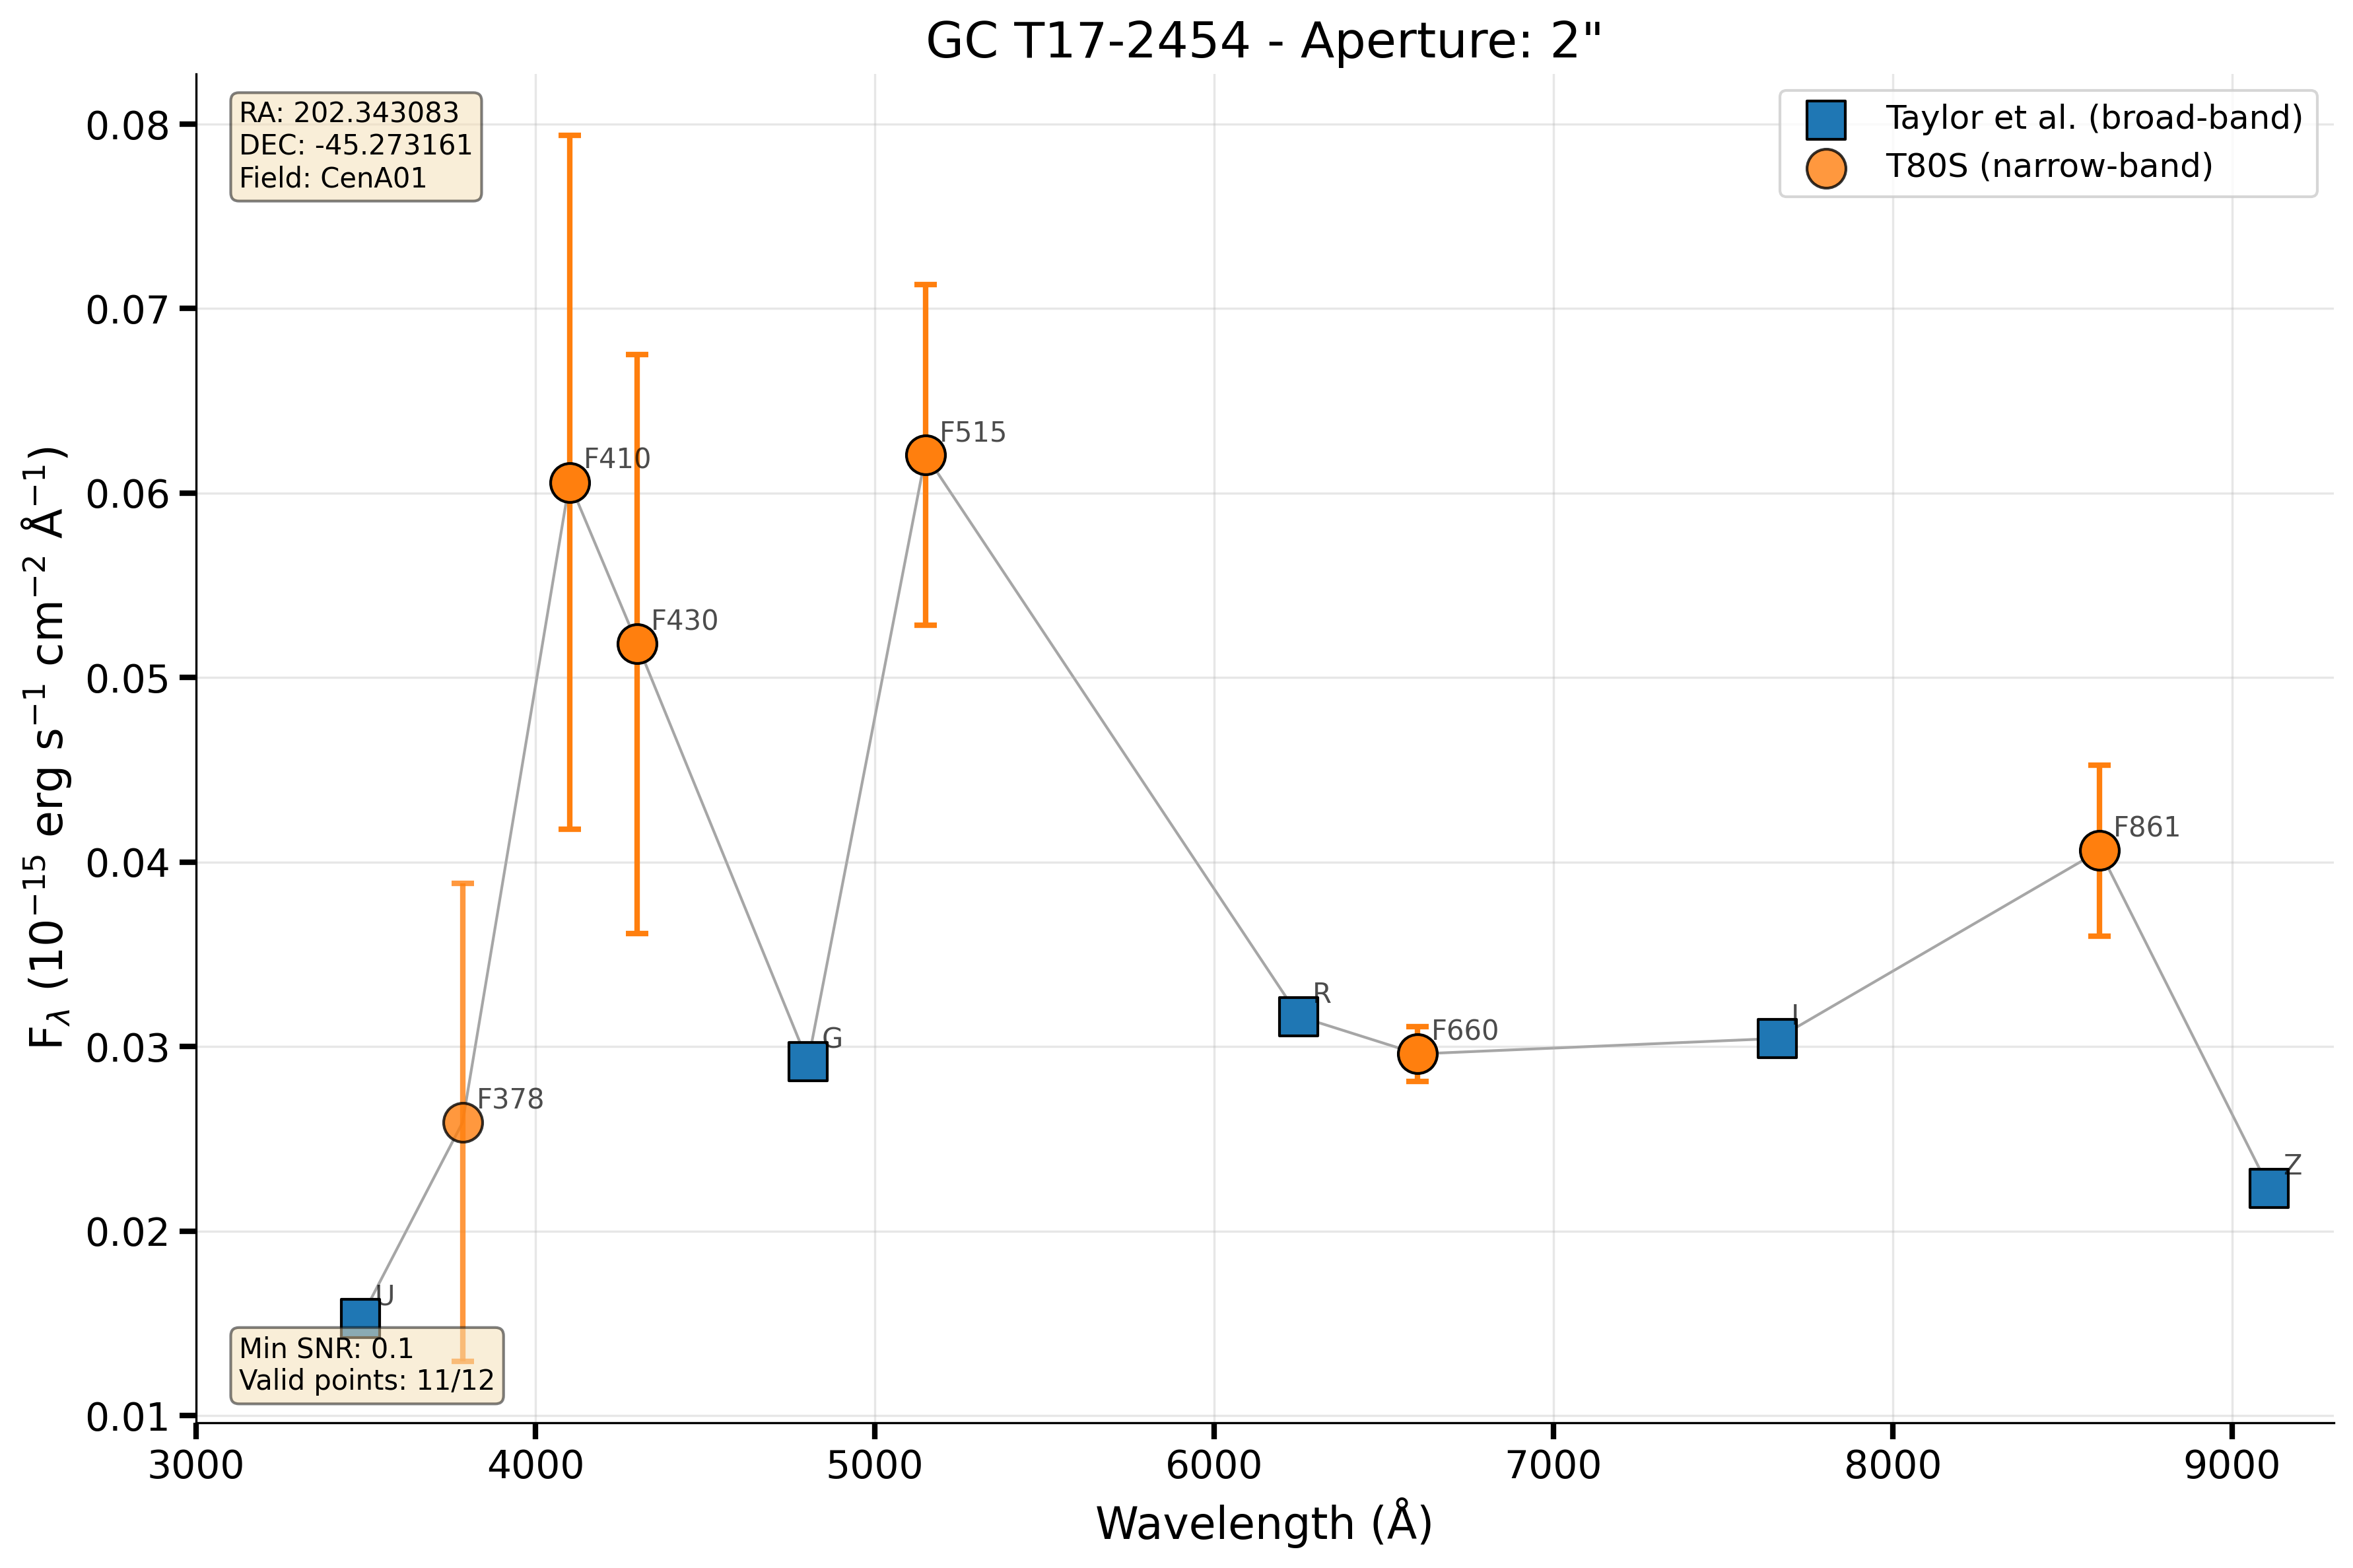 GC T17-2454 - Aperture: 2"
RA: 202.343083
DEC: -45.273161
Field: CenA01
Taylor et al. (broad-band)
T80S (narrow-band)
0.08
0.07
0.06
0.05
0.04
0.03
0.02
0.01
F410
F515
F430
F861
R
F660
I
G
F378
Z
U
Min SNR: 0.1
Valid points: 11/12
3000 4000 5000 6000 7000 8000 9000
Wavelength (Å)
Fλ (10⁻¹⁵ erg s⁻¹ cm⁻² Å⁻¹)